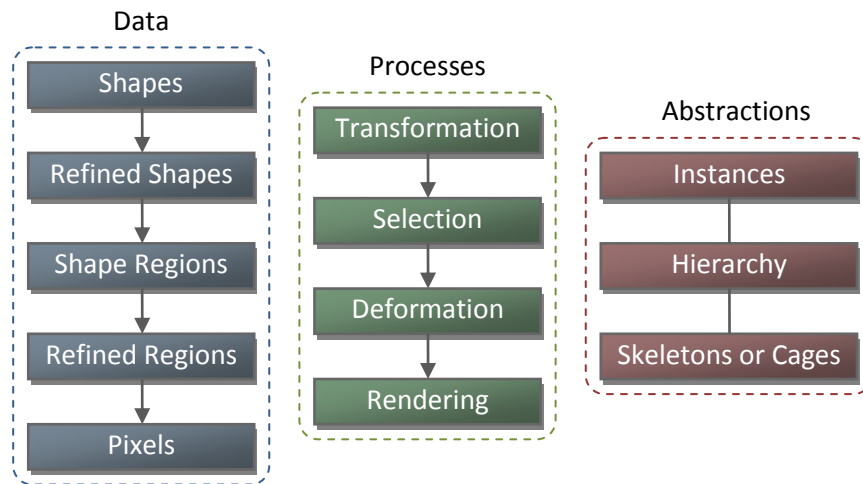 Data
Shapes
Refined Shapes
Shape Regions
Refined Regions
Pixels
Processes
Transformation
Selection
Deformation
Rendering
Abstractions
Instances
Hierarchy
Skeletons or Cages